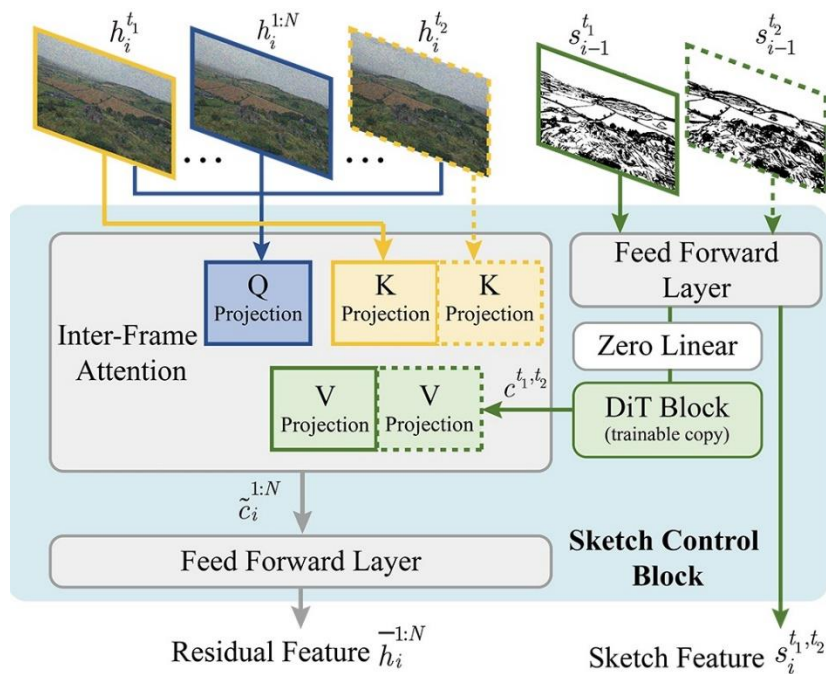 h_i^{t_1} h_i^{1:N} h_i^{t_2} s_{i-1}^{t_1} s_{i-1}^{t_2}
... ...
Q
Projection
K
Projection
K
Projection
Inter-Frame
Attention
V
Projection
V
Projection
Feed Forward
Layer
Zero Linear
c^{t_1,t_2}
DiT Block
(trainable copy)
\tilde{c}_i^{1:N}
Feed Forward Layer
Sketch Control
Block
Residual Feature \bar{h}_i^{1:N}
Sketch Feature s_i^{t_1,t_2}